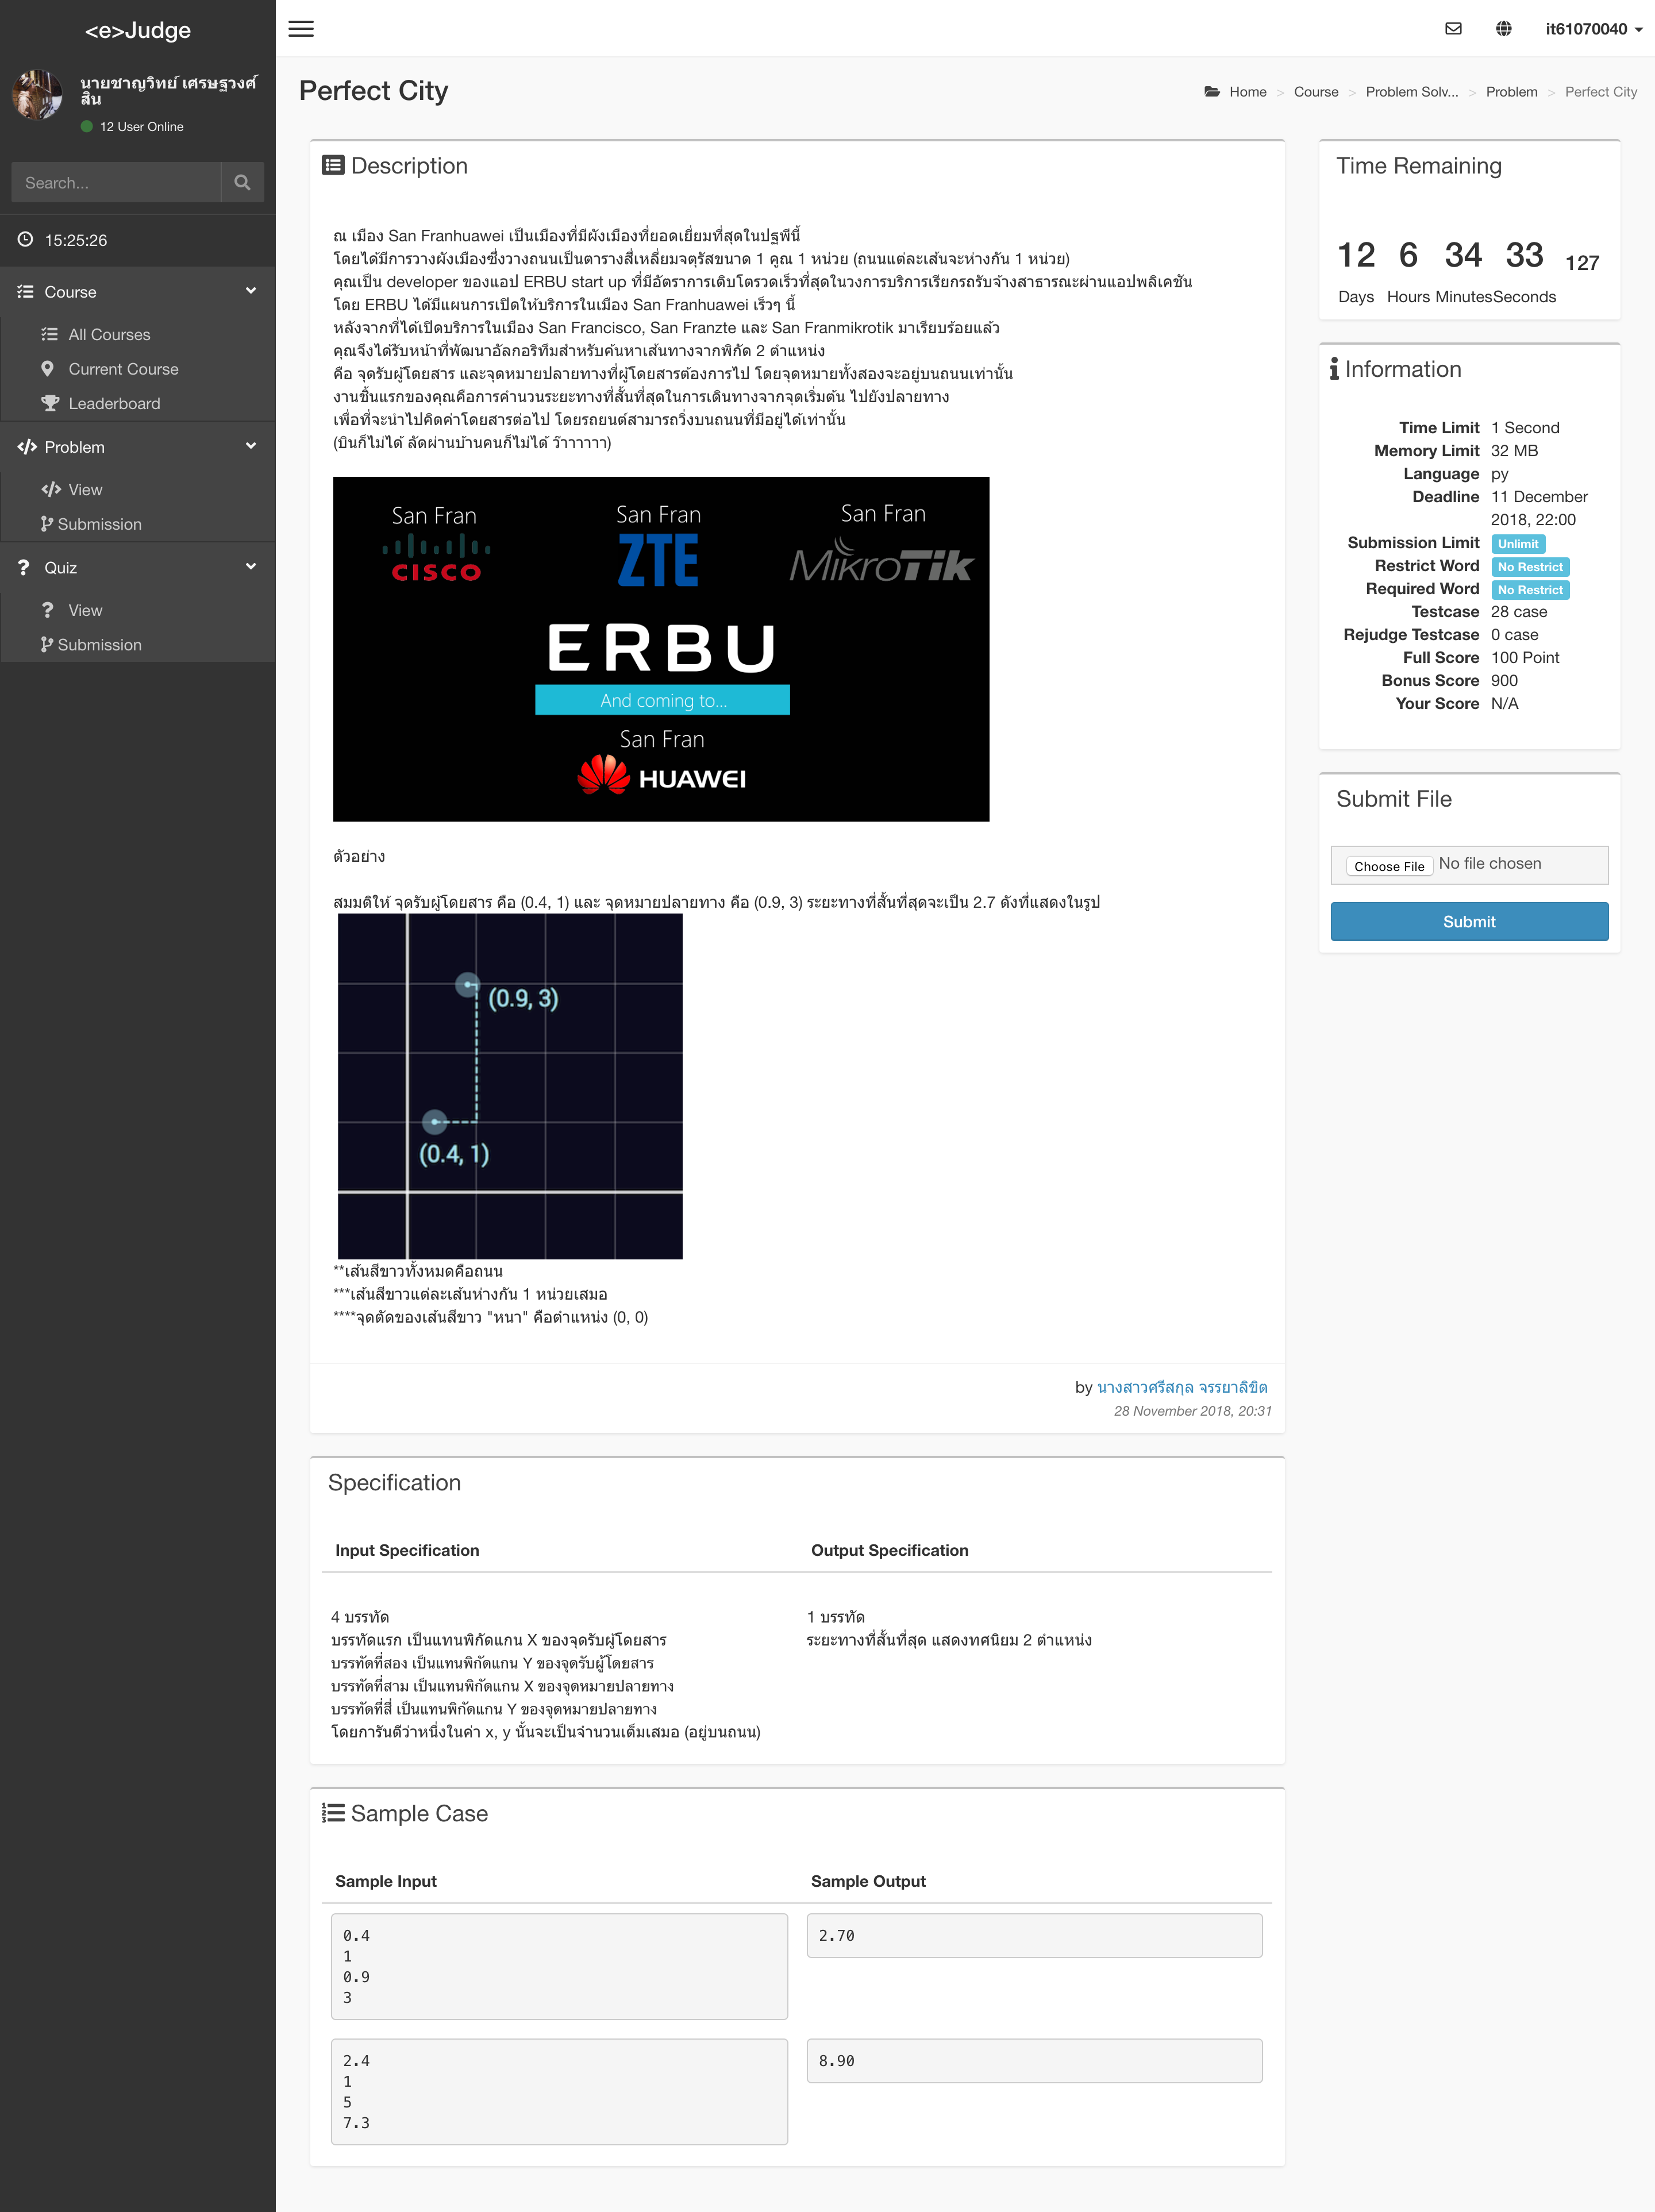 <e>Judge
นายชาญวิทย์ เศรษฐวงศ์
สิน
12 User Online
Search...
15:25:26
Course
All Courses
Current Course
Leaderboard
Problem
View
Submission
Quiz
View
Submission
it61070040
Perfect City
Home > Course > Problem Solv... > Problem > Perfect City
Description
ณ เมือง San Franhuawei เป็นเมืองที่มีผังเมืองที่ยอดเยี่ยมที่สุดในปฐพีนี้
โดยได้มีการวางผังเมืองซึ่งวางถนนเป็นตารางสี่เหลี่ยมจตุรัสขนาด 1 คูณ 1 หน่วย (ถนนแต่ละเส้นจะห่างกัน 1 หน่วย)
คุณเป็น developer ของแอป ERBU start up ที่มีอัตราการเติบโตรวดเร็วที่สุดในวงการบริการเรียกรถรับจ้างสาธารณะผ่านแอปพลิเคชัน
โดย ERBU ได้มีแผนการเปิดให้บริการในเมือง San Franhuawei เร็วๆ นี้
หลังจากที่ได้เปิดบริการในเมือง San Francisco, San Franzte และ San Franmikrotik มาเรียบร้อยแล้ว
คุณจึงได้รับหน้าที่พัฒนาอัลกอริทึมสำหรับค้นหาเส้นทางจากพิกัด 2 ตำแหน่ง
คือ จุดรับผู้โดยสาร และจุดหมายปลายทางที่ผู้โดยสารต้องการไป โดยจุดหมายทั้งสองจะอยู่บนถนนเท่านั้น
งานชิ้นแรกของคุณคือการคำนวนระยะทางที่สั้นที่สุดในการเดินทางจากจุดเริ่มต้น ไปยังปลายทาง
เพื่อที่จะนำไปคิดค่าโดยสารต่อไป โดยรถยนต์สามารถวิ่งบนถนนที่มีอยู่ได้เท่านั้น
(บินก็ไม่ได้ ลัดผ่านบ้านคนก็ไม่ได้ ว๊าาาาาา)
San Fran
CISCO
San Fran
ZTE
San Fran
MikroTik
ERBU
And coming to...
San Fran
HUAWEI
ตัวอย่าง
สมมติให้ จุดรับผู้โดยสาร คือ (0.4, 1) และ จุดหมายปลายทาง คือ (0.9, 3) ระยะทางที่สั้นที่สุดจะเป็น 2.7 ดังที่แสดงในรูป
(0.9, 3)
(0.4, 1)
**เส้นสีขาวทั้งหมดคือถนน
***เส้นสีขาวแต่ละเส้นห่างกัน 1 หน่วยเสมอ
****จุดตัดของเส้นสีขาว "หนา" คือตำแหน่ง (0, 0)
by นางสาวศรีสกุล จรรยาลิขิต
28 November 2018, 20:31
Specification
Input Specification
4 บรรทัด
บรรทัดแรก เป็นแทนพิกัดแกน X ของจุดรับผู้โดยสาร
บรรทัดที่สอง เป็นแทนพิกัดแกน Y ของจุดรับผู้โดยสาร
บรรทัดที่สาม เป็นแทนพิกัดแกน X ของจุดหมายปลายทาง
บรรทัดที่สี่ เป็นแทนพิกัดแกน Y ของจุดหมายปลายทาง
โดยการันตีว่าหนึ่งในค่า x, y นั้นจะเป็นจำนวนเต็มเสมอ (อยู่บนถนน)
Output Specification
1 บรรทัด
ระยะทางที่สั้นที่สุด แสดงทศนิยม 2 ตำแหน่ง
Sample Case
Sample Input
Sample Output
0.4
1
0.9
3
2.70
2.4
1
5
7.3
8.90
Time Remaining
12 6 34 33 127
Days Hours Minutes Seconds
Information
Time Limit 1 Second
Memory Limit 32 MB
Language py
Deadline 11 December
2018, 22:00
Submission Limit Unlimit
Restrict Word No Restrict
Required Word No Restrict
Testcase 28 case
Rejudge Testcase 0 case
Full Score 100 Point
Bonus Score 900
Your Score N/A
Submit File
Choose File No file chosen
Submit